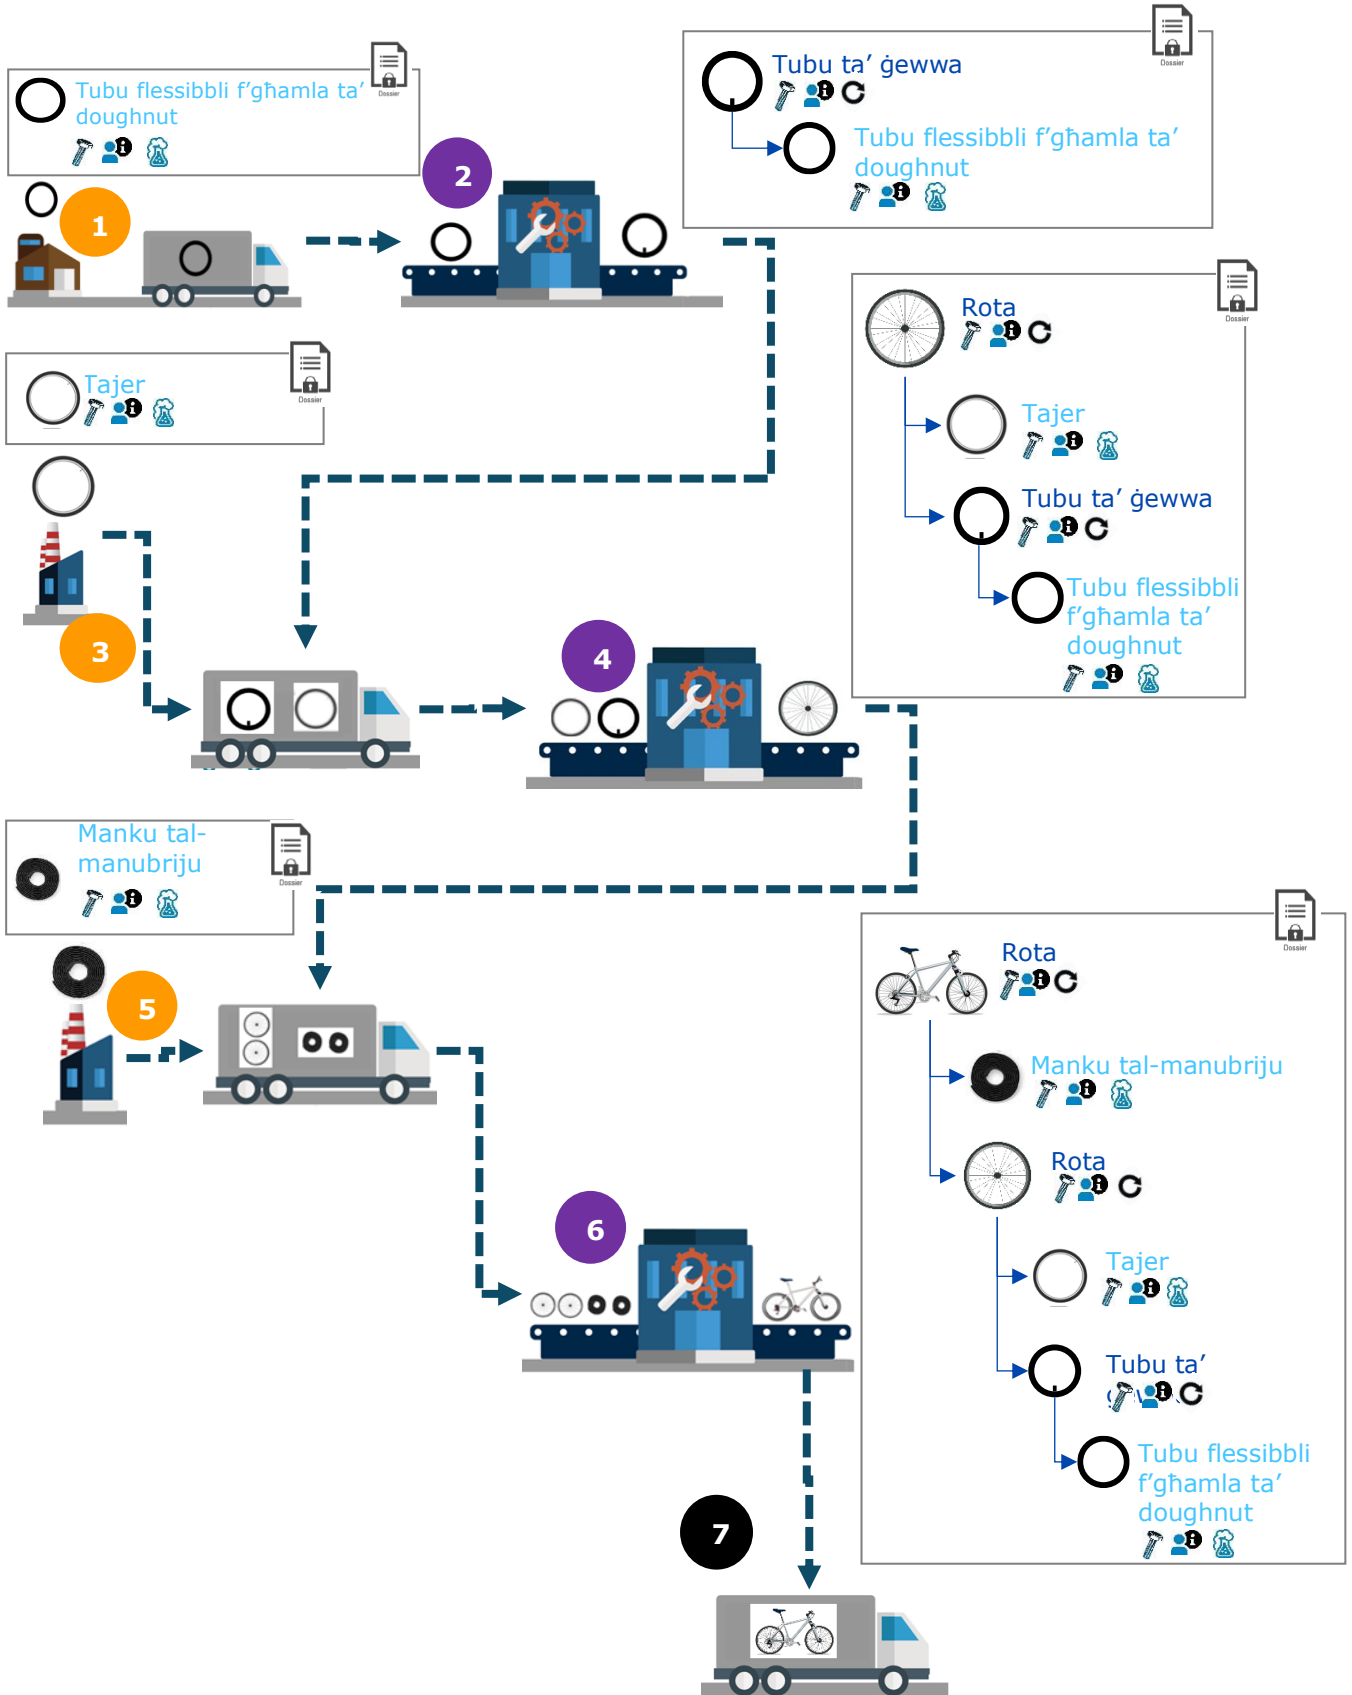 Dossier
Tubu flessibbli f’għamla ta’
doughnut
1
2
Dossier
Tubu ta’ ġewwa
Tubu flessibbli f’għamla ta’
doughnut
Dossier
Rota
Tajer
Tubu ta’ ġewwa
Tubu flessibbli
f’għamla ta’
doughnut
Dossier
Tajer
3
4
Dossier
Manku tal-
manubriju
5
6
Dossier
Rota
Manku tal-manubriju
Rota
Tajer
Tubu ta’
Tubu flessibbli
f’għamla ta’
doughnut
7